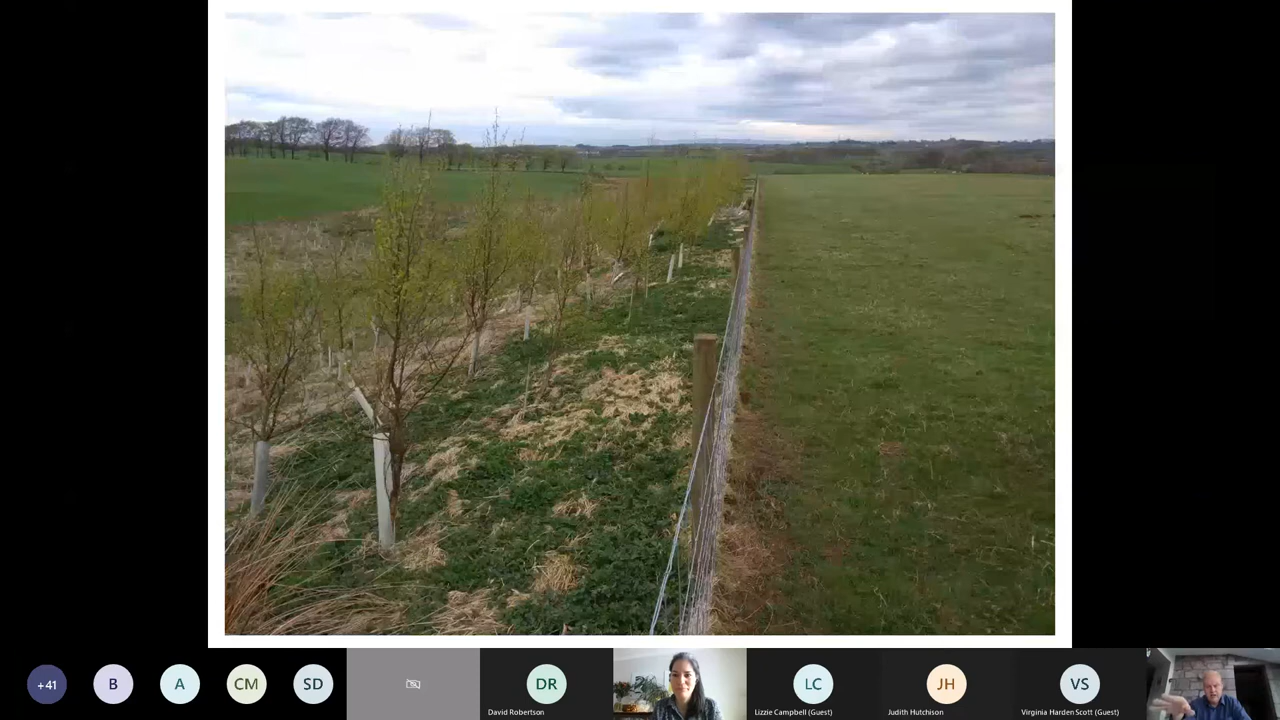 +41
B
A
CM
SD
DR
David Robertson
LC
Lizzie Campbell (Guest)
JH
Judith Hutchison
VS
Virginia Harden Scott (Guest)